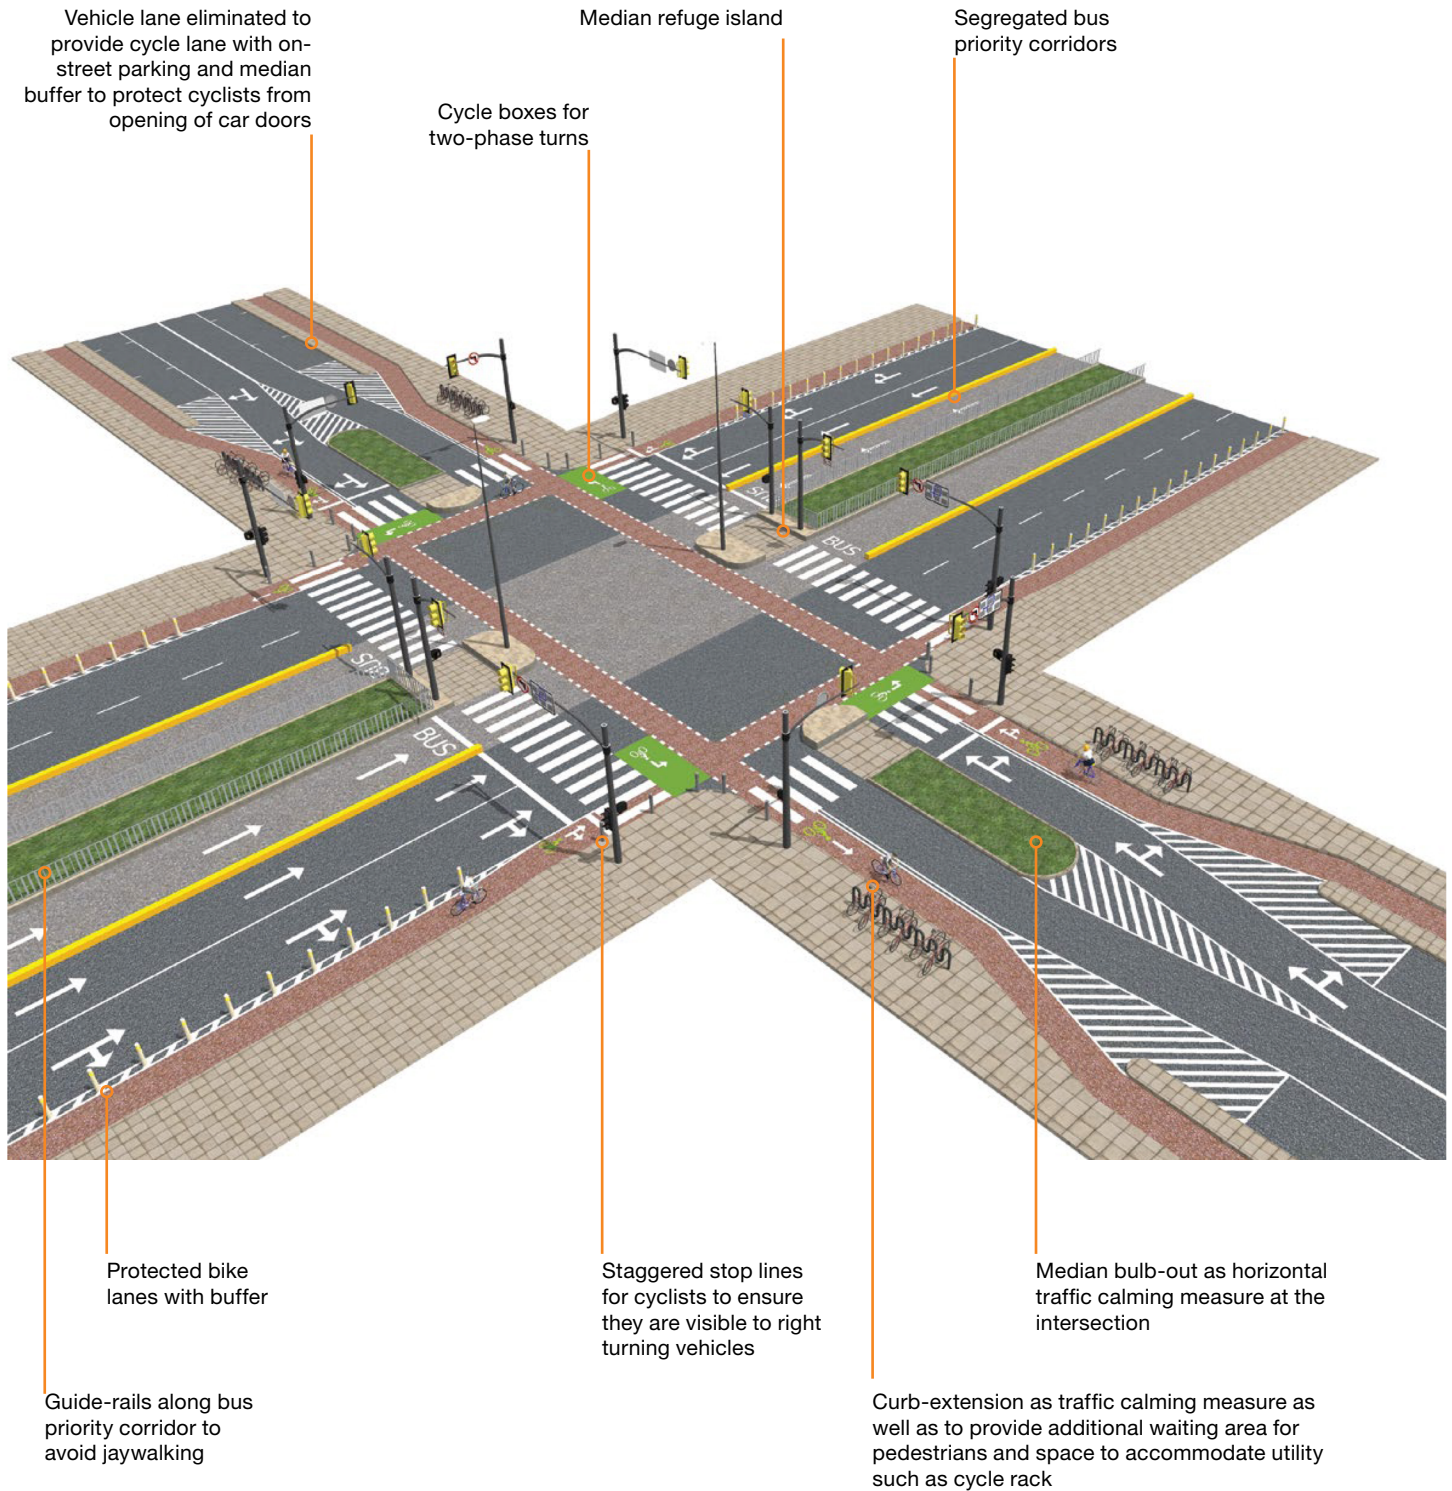 Vehicle lane eliminated to
provide cycle lane with on-
street parking and median
buffer to protect cyclists from
opening of car doors
Cycle boxes for
two-phase turns
Median refuge island
Segregated bus
priority corridors
BUS
BUS
BUS
BUS
Protected bike
lanes with buffer
Guide-rails along bus
priority corridor to
avoid jaywalking
Staggered stop lines
for cyclists to ensure
they are visible to right
turning vehicles
Median bulb-out as horizontal
traffic calming measure at the
intersection
Curb-extension as traffic calming measure as
well as to provide additional waiting area for
pedestrians and space to accommodate utility
such as cycle rack